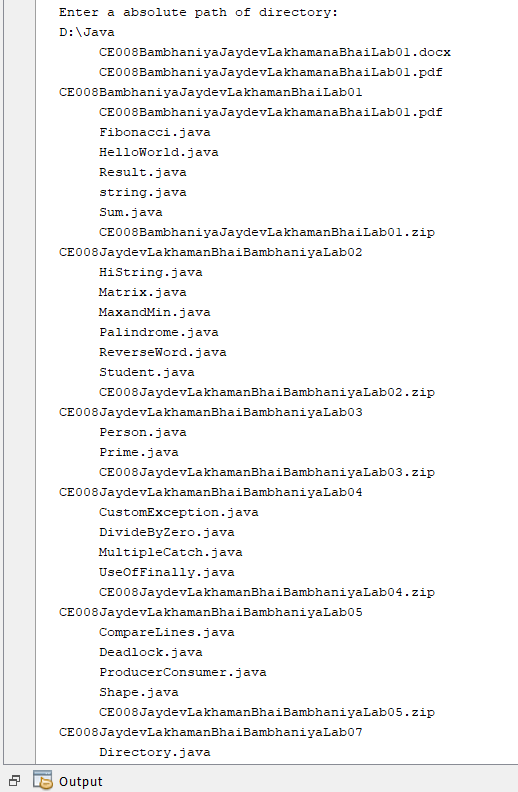 Enter a absolute path of directory:
D:\Java
CE008BambhaniyaJaydevLakhamanaBhaiLab01.docx
CE008BambhaniyaJaydevLakhamanaBhaiLab01.pdf
CE008BambhaniyaJaydevLakhamanBhaiLab01
CE008BambhaniyaJaydevLakhamanaBhaiLab01.pdf
Fibonacci.java
HelloWorld.java
Result.java
string.java
Sum.java
CE008BambhaniyaJaydevLakhamanBhaiLab01.zip
CE008JaydevLakhamanBhaiBambhaniyaLab02
HiString.java
Matrix.java
MaxandMin.java
Palindrome.java
ReverseWord.java
Student.java
CE008JaydevLakhamanBhaiBambhaniyaLab02.zip
CE008JaydevLakhamanBhaiBambhaniyaLab03
Person.java
Prime.java
CE008JaydevLakhamanBhaiBambhaniyaLab03.zip
CE008JaydevLakhamanBhaiBambhaniyaLab04
CustomException.java
DivideByZero.java
MultipleCatch.java
UseOfFinally.java
CE008JaydevLakhamanBhaiBambhaniyaLab04.zip
CE008JaydevLakhamanBhaiBambhaniyaLab05
CompareLines.java
Deadlock.java
ProducerConsumer.java
Shape.java
CE008JaydevLakhamanBhaiBambhaniyaLab05.zip
CE008JaydevLakhamanBhaiBambhaniyaLab07
Directory.java
Output